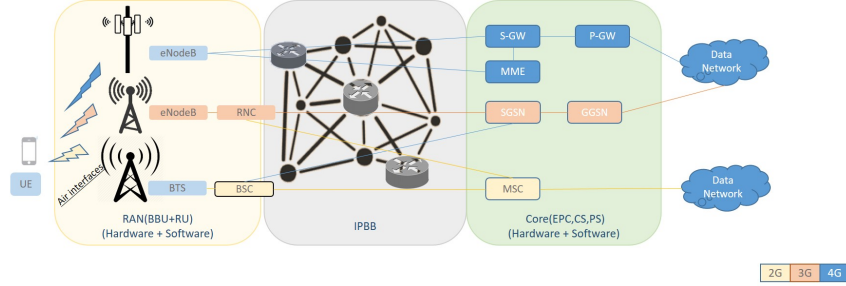 eNodeB
S-GW
P-GW
MME
Data
Network
eNodeB
RNC
SGSN
GGSN
UE
Air interfaces
BTS
BSC
MSC
Data
Network
RAN(BBU+RU)
(Hardware + Software)
IPBB
Core(EPC,CS,PS)
(Hardware + Software)
2G
3G
4G